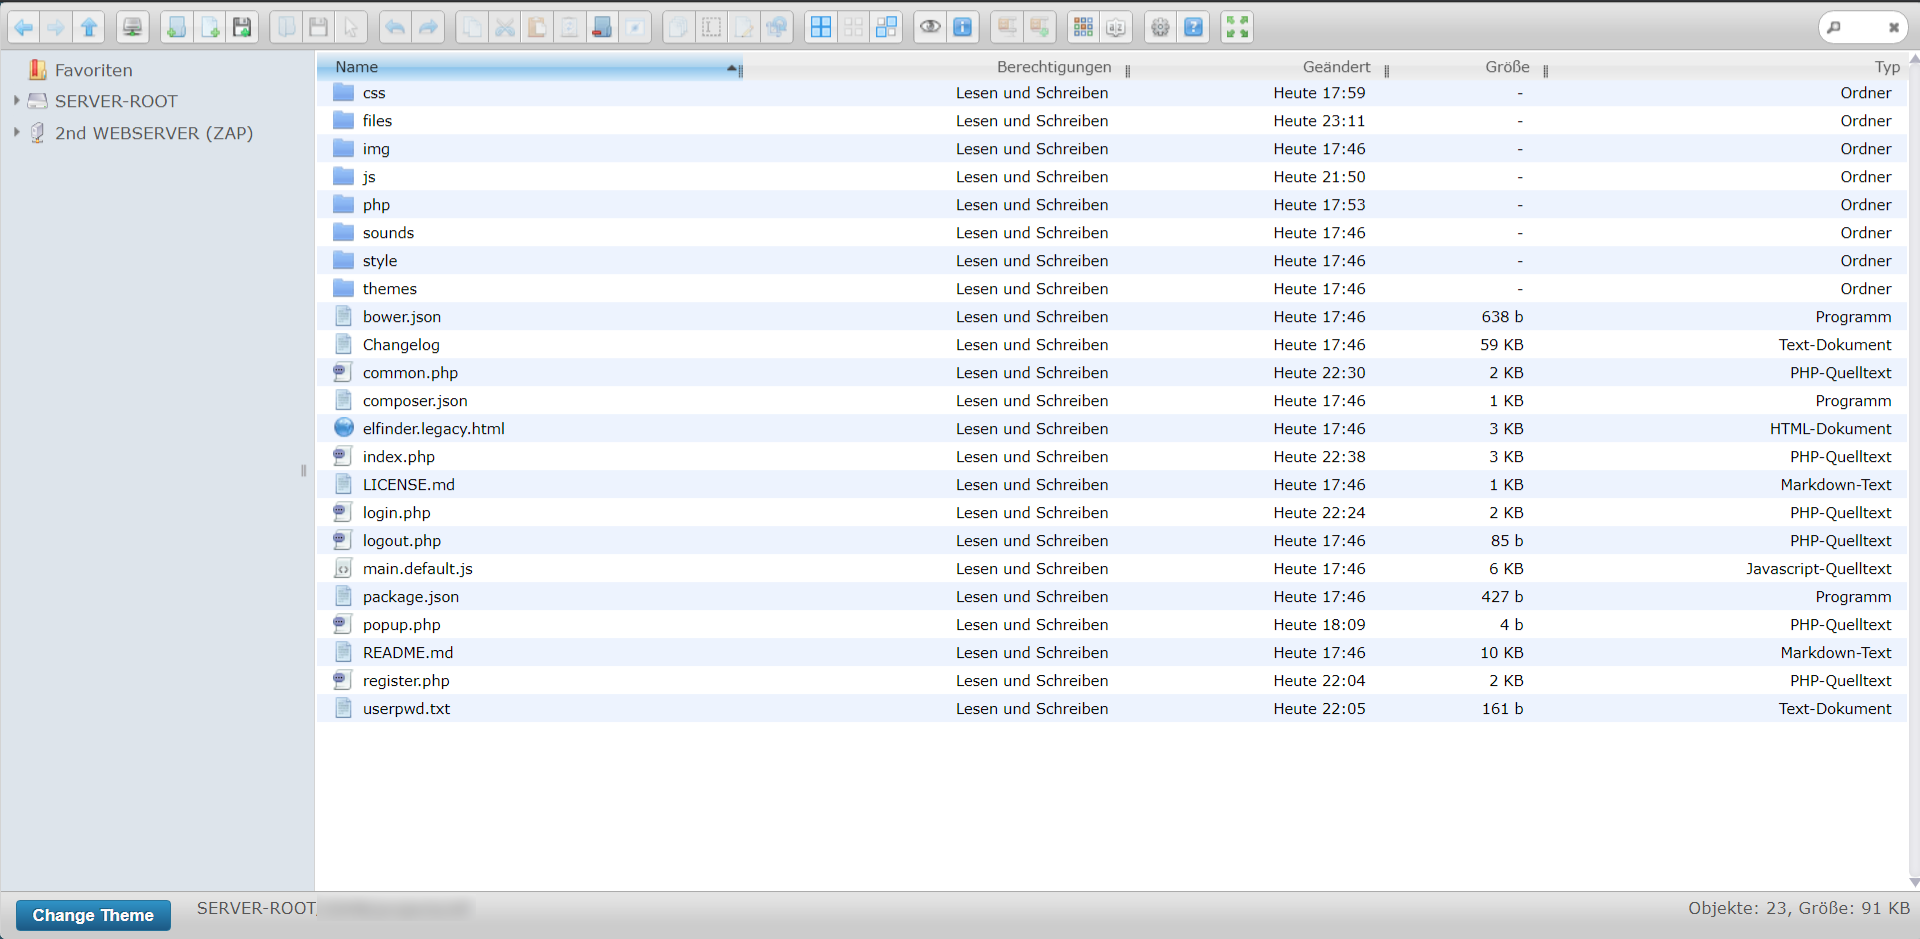 Favoriten
SERVER-ROOT
2nd WEBSERVER (ZAP)
Name Berechtigungen Geändert Größe Typ
css Lesen und Schreiben Heute 17:59 - Ordner
files Lesen und Schreiben Heute 23:11 - Ordner
img Lesen und Schreiben Heute 17:46 - Ordner
js Lesen und Schreiben Heute 21:50 - Ordner
php Lesen und Schreiben Heute 17:53 - Ordner
sounds Lesen und Schreiben Heute 17:46 - Ordner
style Lesen und Schreiben Heute 17:46 - Ordner
themes Lesen und Schreiben Heute 17:46 - Ordner
bower.json Lesen und Schreiben Heute 17:46 638 b Programm
Changelog Lesen und Schreiben Heute 17:46 59 KB Text-Dokument
common.php Lesen und Schreiben Heute 22:30 2 KB PHP-Quelltext
composer.json Lesen und Schreiben Heute 17:46 1 KB Programm
elfinder.legacy.html Lesen und Schreiben Heute 17:46 3 KB HTML-Dokument
index.php Lesen und Schreiben Heute 22:38 3 KB PHP-Quelltext
LICENSE.md Lesen und Schreiben Heute 17:46 1 KB Markdown-Text
login.php Lesen und Schreiben Heute 22:24 2 KB PHP-Quelltext
logout.php Lesen und Schreiben Heute 17:46 85 b PHP-Quelltext
main.default.js Lesen und Schreiben Heute 17:46 6 KB Javascript-Quelltext
package.json Lesen und Schreiben Heute 17:46 427 b Programm
popup.php Lesen und Schreiben Heute 18:09 4 b PHP-Quelltext
README.md Lesen und Schreiben Heute 17:46 10 KB Markdown-Text
register.php Lesen und Schreiben Heute 22:04 2 KB PHP-Quelltext
userpwd.txt Lesen und Schreiben Heute 22:05 161 b Text-Dokument
Change Theme SERVER-ROOT/ Objekte: 23, Größe: 91 KB